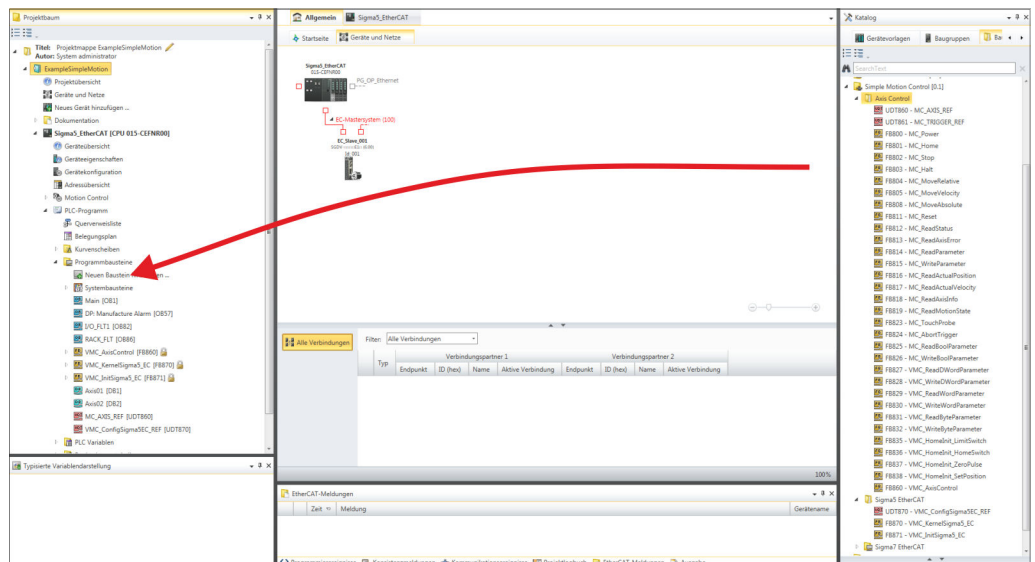 Projektbaum
Titel: Projektmappe ExampleSimpleMotion
Autor: System administrator
ExampleSimpleMotion
Projektübersicht
Geräte und Netze
Neues Gerät hinzufügen ...
Dokumentation
Sigma5_EtherCAT [CPU 015-CEFNR00]
Geräteübersicht
Geräteeigenschaften
Gerätekonfiguration
Adressübersicht
Motion Control
PLC-Programm
Querverweisliste
Belegungsplan
Kurvenscheiben
Programmbausteine
Neuen Baustein
Systembausteine
Main [OB1]
DP: Manufacture Alarm [OB57]
I/O_FLT1 [OB82]
RACK_FLT [OB86]
VMC_AxisControl [FB860]
VMC_KernelSigma5_EC [FB870]
VMC_InitSigma5_EC [FB871]
Axis01 [DB1]
Axis02 [DB2]
MC_AXIS_REF [UDT860]
VMC_ConfigSigma5EC_REF [UDT870]
PLC Variablen
Typisierte Variablendarstellung
Allgemein
Sigma5_EtherCAT
Startseite
Geräte und Netze
Sigma5_EtherCAT
015-CEFNR00
PG_OP_Ethernet
EC-Mastersystem (100)
EC_Slave_001
Alle Verbindungen
Filter: Alle Verbindungen
Verbindungspartner 1 Verbindungspartner 2
Typ Endpunkt ID (hex) Name Aktive Verbindung Endpunkt ID (hex) Name Aktive Verbindung
100%
EtherCAT-Meldungen
Zeit Meldung Gerätename
Katalog
Gerätevorlagen
Baugruppen
Ba
SearchText
Simple Motion Control [0.1]
Axis Control
UDT860 - MC_AXIS_REF
UDT861 - MC_TRIGGER_REF
FB800 - MC_Power
FB801 - MC_Home
FB802 - MC_Stop
FB803 - MC_Halt
FB804 - MC_MoveRelative
FB805 - MC_MoveVelocity
FB808 - MC_MoveAbsolute
FB811 - MC_Reset
FB812 - MC_ReadStatus
FB813 - MC_ReadAxisError
FB814 - MC_ReadParameter
FB815 - MC_WriteParameter
FB816 - MC_ReadActualPosition
FB817 - MC_ReadActualVelocity
FB818 - MC_ReadAxisInfo
FB819 - MC_ReadMotionState
FB823 - MC_TouchProbe
FB824 - MC_AbortTrigger
FB825 - MC_ReadBoolParameter
FB826 - MC_WriteBoolParameter
FB827 - VMC_ReadDWordParameter
FB828 - VMC_WriteDWordParameter
FB829 - VMC_ReadWordParameter
FB830 - VMC_WriteWordParameter
FB831 - VMC_ReadByteParameter
FB832 - VMC_WriteByteParameter
FB835 - VMC_HomeInit_LimitSwitch
FB836 - VMC_HomeInit_HomeSwitch
FB837 - VMC_HomeInit_ZeroPulse
FB838 - VMC_HomeInit_SetPosition
FB860 - VMC_AxisControl
Sigma5 EtherCAT
UDT870 - VMC_ConfigSigma5EC_REF
FB870 - VMC_KernelSigma5_EC
FB871 - VMC_InitSigma5_EC
Sigma7 EtherCAT